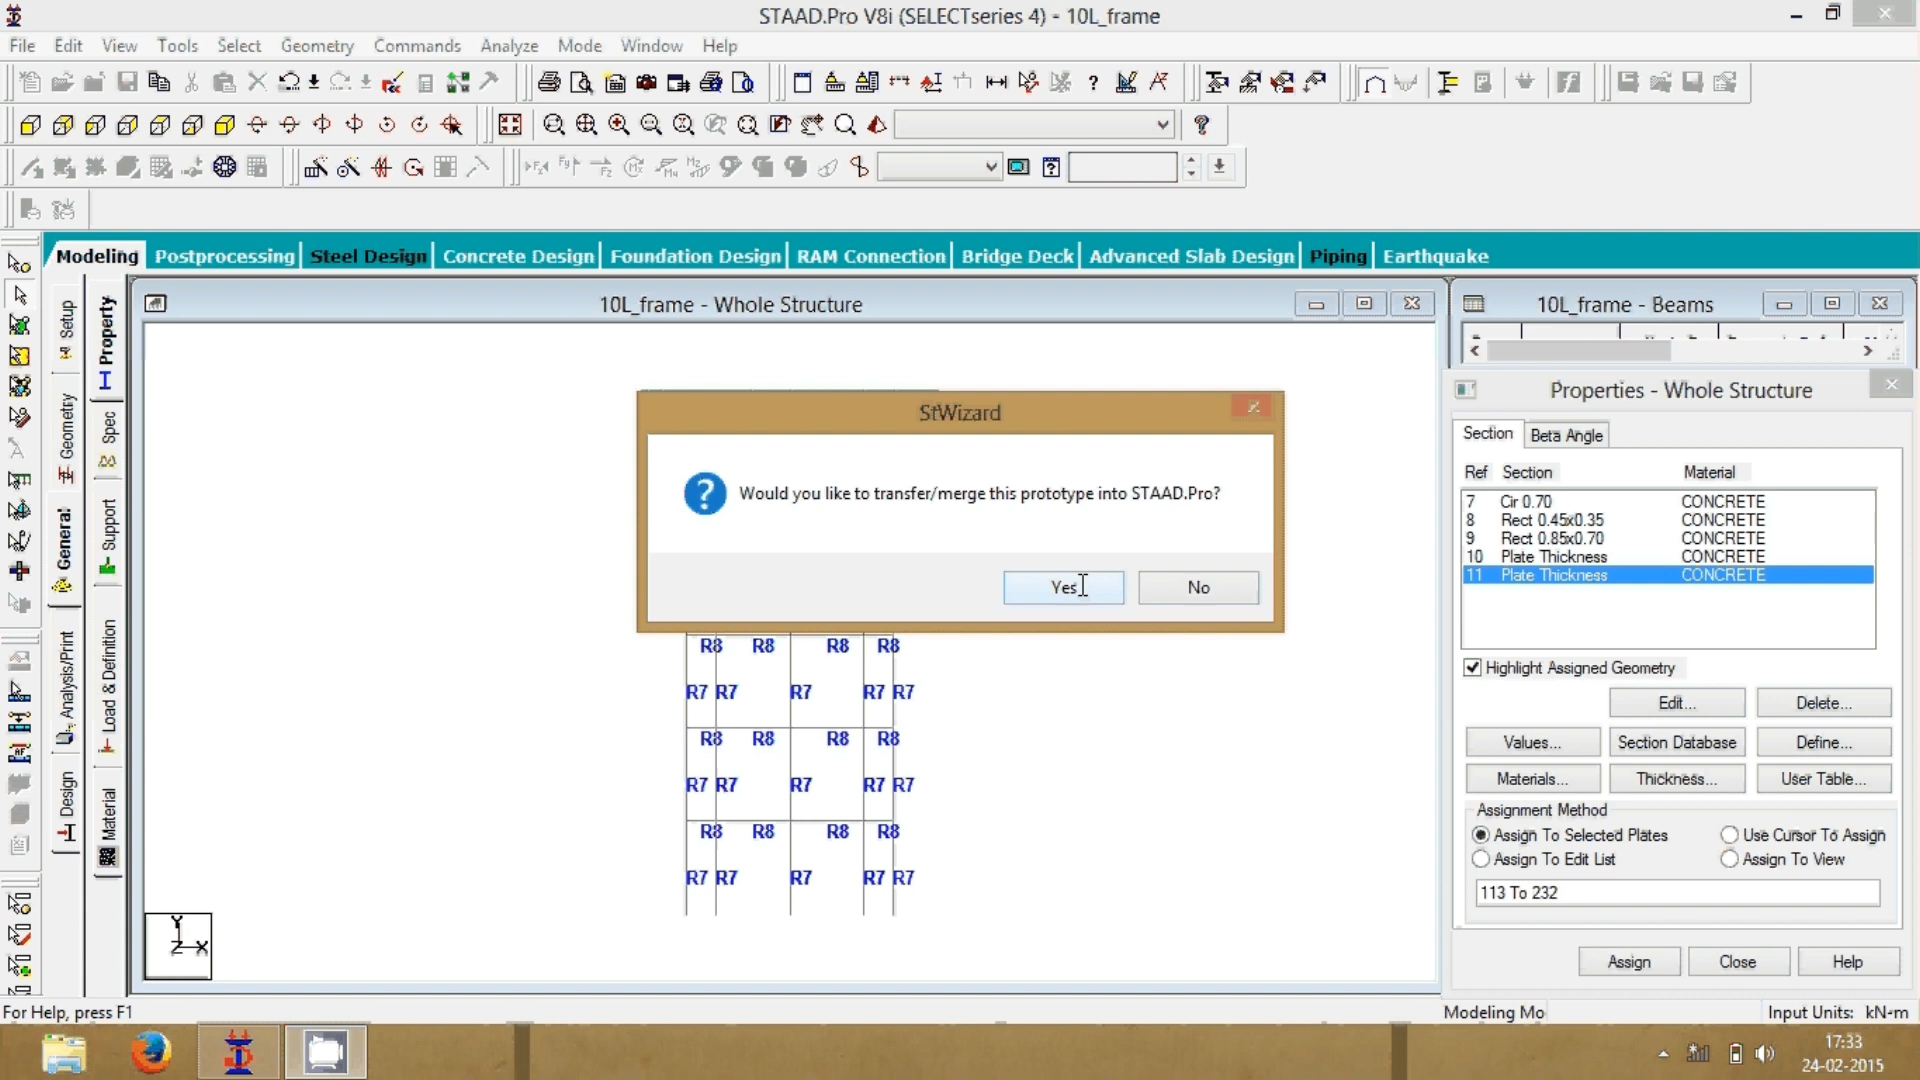 STAAD.Pro V8i (SELECTseries 4) - 10L_frame
File Edit View Tools Select Geometry Commands Analyze Mode Window Help
Modeling Postprocessing Steel Design Concrete Design Foundation Design RAM Connection Bridge Deck Advanced Slab Design Piping Earthquake
Setup
Geometry
General
Analysis/Print
Design
Property
Spec
Support
Load & Definition
Material
10L_frame - Whole Structure
10L_frame - Beams
StWizard
Would you like to transfer/merge this prototype into STAAD.Pro?
Yes No
R8 R8 R8 R8
R7 R7 R7 R7 R7
R8 R8 R8 R8
R7 R7 R7 R7 R7
R8 R8 R8 R8
R7 R7 R7 R7 R7
Y
Z X
Properties - Whole Structure
Section Beta Angle
Ref Section Material
7 Cir 0.70 CONCRETE
8 Rect 0.45x0.35 CONCRETE
9 Rect 0.85x0.70 CONCRETE
10 Plate Thickness CONCRETE
11 Plate Thickness CONCRETE
Highlight Assigned Geometry
Edit... Delete...
Values... Section Database Define...
Materials... Thickness... User Table...
Assignment Method
Assign To Selected Plates Use Cursor To Assign
Assign To Edit List Assign To View
113 To 232
Assign Close Help
For Help, press F1
Modeling Mo
Input Units: kN-m
17:33
24-02-2015